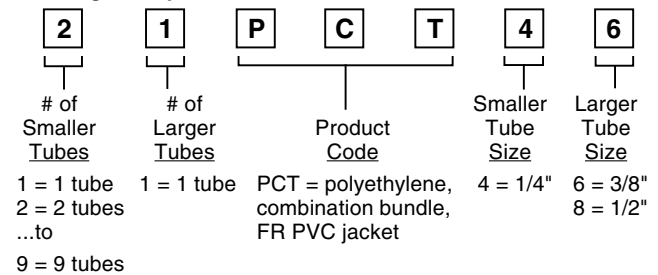 2 1 P C T 4 6
# of
Smaller
Tubes
# of
Larger
Tubes
Product
Code
Smaller
Tube
Size
Larger
Tube
Size
1 = 1 tube
2 = 2 tubes
...to
9 = 9 tubes
1 = 1 tube
PCT = polyethylene,
combination bundle,
FR PVC jacket
4 = 1/4"
6 = 3/8"
8 = 1/2"